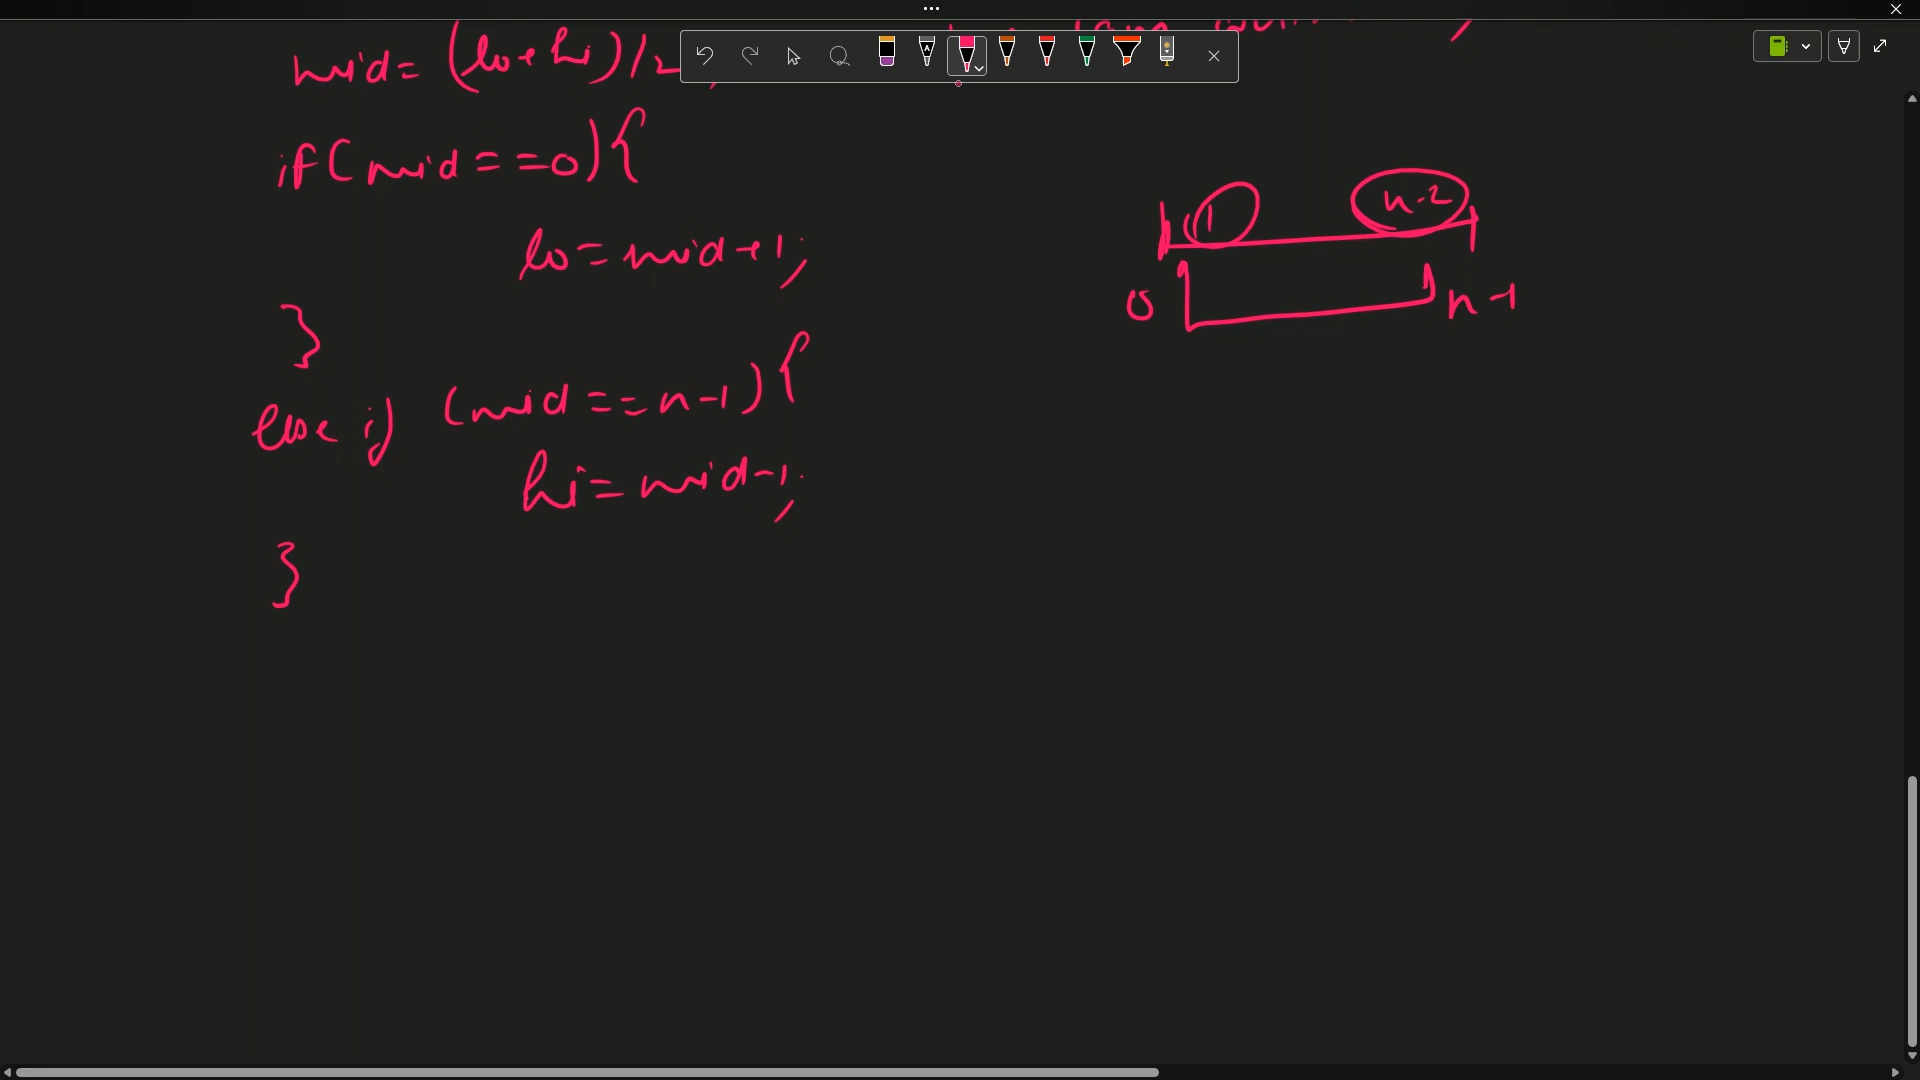 mid= (lo+hi)/2
if(mid==0){
lo=mid+1;
}
else if (mid==n-1){
hi=mid-1;
}
1 n-2
0 n-1